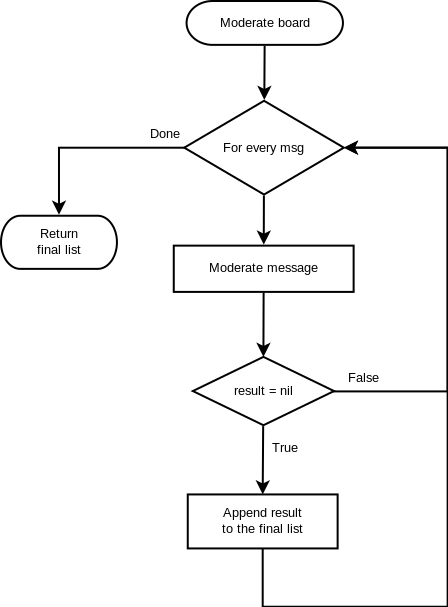 Moderate board
Done
For every msg
Return
final list
Moderate message
False
result = nil
True
Append result
to the final list